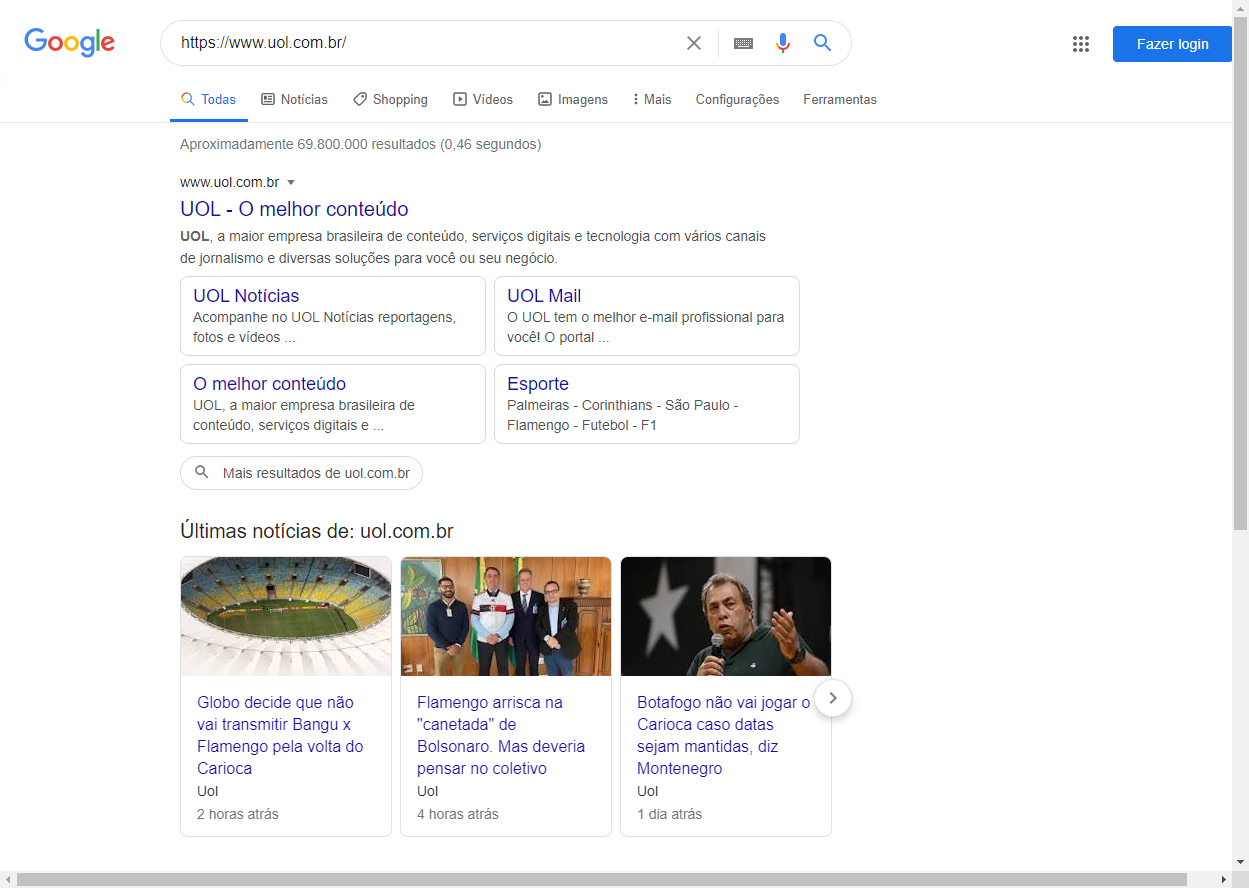 Google
https://www.uol.com.br/
Fazer login
Todas
Notícias
Shopping
Vídeos
Imagens
Mais
Configurações
Ferramentas
Aproximadamente 69.800.000 resultados (0,46 segundos)
www.uol.com.br
UOL - O melhor conteúdo
UOL, a maior empresa brasileira de conteúdo, serviços digitais e tecnologia com vários canais
de jornalismo e diversas soluções para você ou seu negócio.
UOL Notícias
Acompanhe no UOL Notícias reportagens,
fotos e vídeos ...
UOL Mail
O UOL tem o melhor e-mail profissional para
você! O portal ...
O melhor conteúdo
UOL, a maior empresa brasileira de
conteúdo, serviços digitais e ...
Esporte
Palmeiras - Corinthians - São Paulo -
Flamengo - Futebol - F1
Mais resultados de uol.com.br
Últimas notícias de: uol.com.br
Globo decide que não
vai transmitir Bangu x
Flamengo pela volta do
Carioca
Uol
2 horas atrás
Flamengo arrisca na
"canetada" de
Bolsonaro. Mas deveria
pensar no coletivo
Uol
4 horas atrás
Botafogo não vai jogar o
Carioca caso datas
sejam mantidas, diz
Montenegro
Uol
1 dia atrás